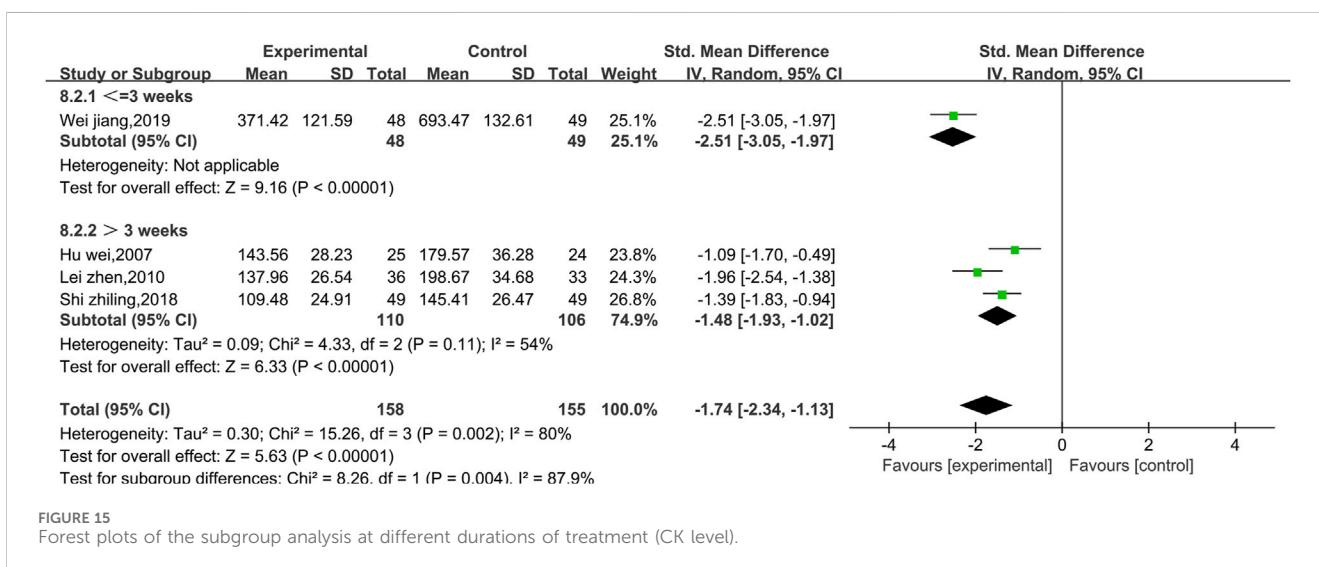 Experimental Control Std. Mean Difference Std. Mean Difference
Study or Subgroup Mean SD Total Mean SD Total Weight IV, Random, 95% CI IV, Random, 95% CI
8.2.1 <=3 weeks
Wei jiang,2019 371.42 121.59 48 693.47 132.61 49 25.1% -2.51 [-3.05, -1.97]
Subtotal (95% CI) 48 49 25.1% -2.51 [-3.05, -1.97]
Heterogeneity: Not applicable
Test for overall effect: Z = 9.16 (P < 0.00001)
8.2.2 > 3 weeks
Hu wei,2007 143.56 28.23 25 179.57 36.28 24 23.8% -1.09 [-1.70, -0.49]
Lei zhen,2010 137.96 26.54 36 198.67 34.68 33 24.3% -1.96 [-2.54, -1.38]
Shi zhiling,2018 109.48 24.91 49 145.41 26.47 49 26.8% -1.39 [-1.83, -0.94]
Subtotal (95% CI) 110 106 74.9% -1.48 [-1.93, -1.02]
Heterogeneity: Tau² = 0.09; Chi² = 4.33, df = 2 (P = 0.11); I² = 54%
Test for overall effect: Z = 6.33 (P < 0.00001)
Total (95% CI) 158 155 100.0% -1.74 [-2.34, -1.13]
Heterogeneity: Tau² = 0.30; Chi² = 15.26, df = 3 (P = 0.002); I² = 80%
Test for overall effect: Z = 5.63 (P < 0.00001)
Test for subgroup differences: Chi² = 8.26, df = 1 (P = 0.004), I² = 87.9%
-4 -2 0 2 4
Favours [experimental] Favours [control]
FIGURE 15
Forest plots of the subgroup analysis at different durations of treatment (CK level).